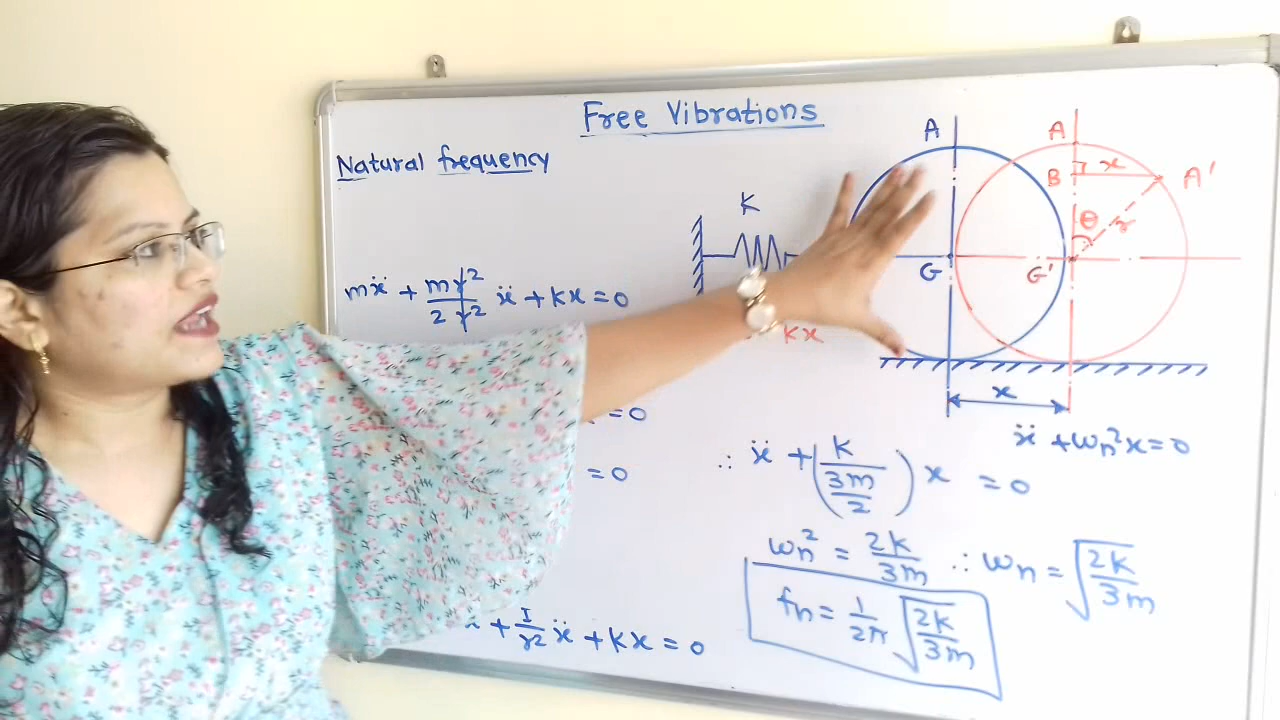 Free Vibrations
Natural frequency
mẍ + mr²/2r² ẍ + kx = 0
= 0
= 0
+ I/r² ẍ + kx = 0
K
kx
A
G
A
B
x
A'
θ
r
G'
x
ẍ + ωn²x = 0
∴ ẍ + (k/(3m/2)) x = 0
ωn² = 2k/3m ∴ ωn = √(2k/3m)
fn = 1/2π √(2k/3m)